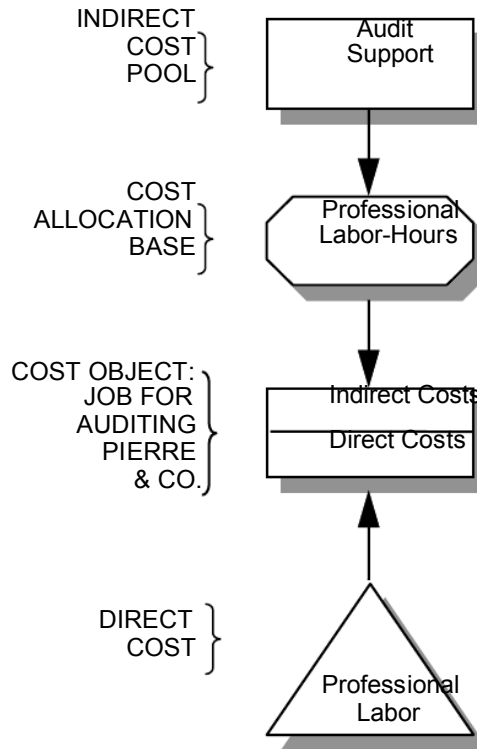 INDIRECT
COST
POOL
Audit
Support
COST
ALLOCATION
BASE
Professional
Labor-Hours
COST OBJECT:
JOB FOR
AUDITING
PIERRE
& CO.
Indirect Costs
Direct Costs
DIRECT
COST
Professional
Labor